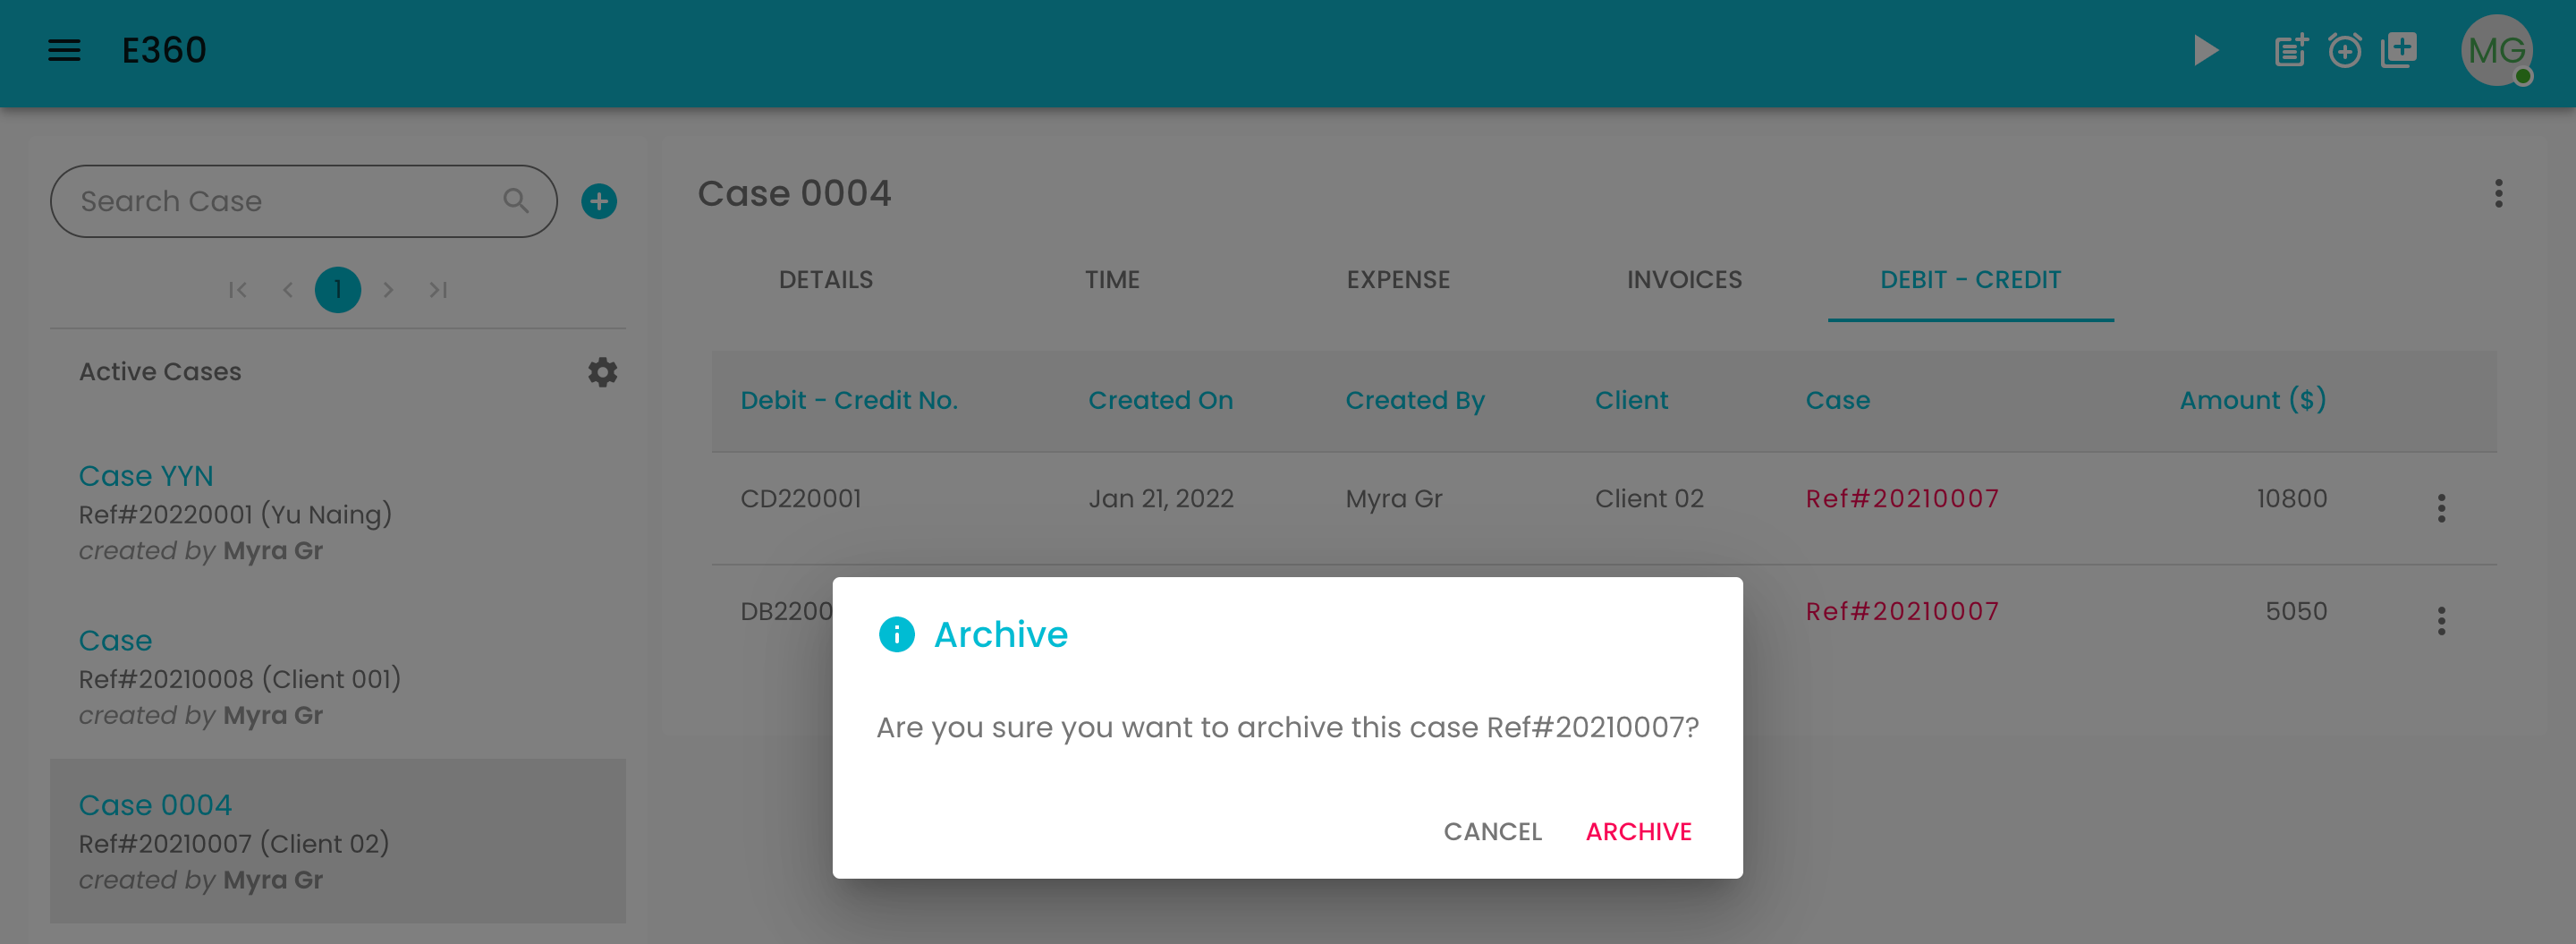 E360
MG
Search Case
1
Active Cases
Case YYN
Ref#20220001 (Yu Naing)
created by Myra Gr
Case
Ref#20210008 (Client 001)
created by Myra Gr
Case 0004
Ref#20210007 (Client 02)
created by Myra Gr
Case 0004
DETAILS TIME EXPENSE INVOICES DEBIT - CREDIT
Debit - Credit No. Created On Created By Client Case Amount ($)
CD220001 Jan 21, 2022 Myra Gr Client 02 Ref#20210007 10800
DB2200 Ref#20210007 5050
Archive
Are you sure you want to archive this case Ref#20210007?
CANCEL ARCHIVE